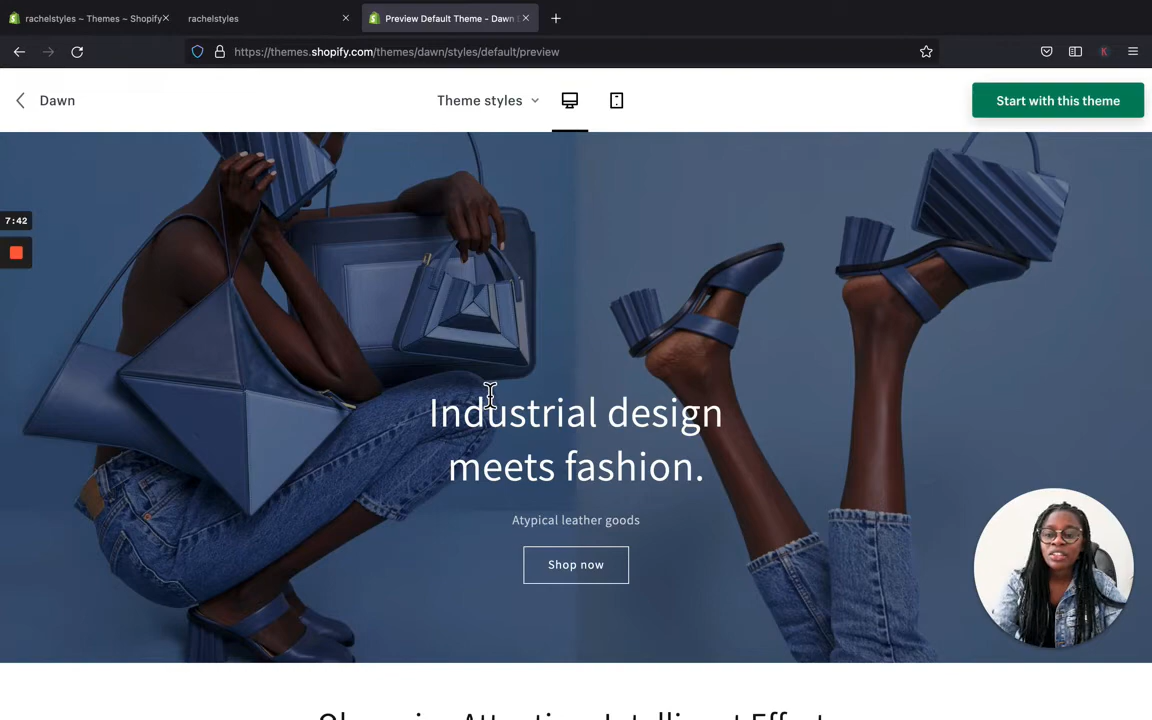 rachelstyles ~ Themes ~ Shopify
rachelstyles
Preview Default Theme - Dawn
https://themes.shopify.com/themes/dawn/styles/default/preview
K
Dawn
Theme styles
Start with this theme
7:42
Industrial design
meets fashion.
Atypical leather goods
Shop now